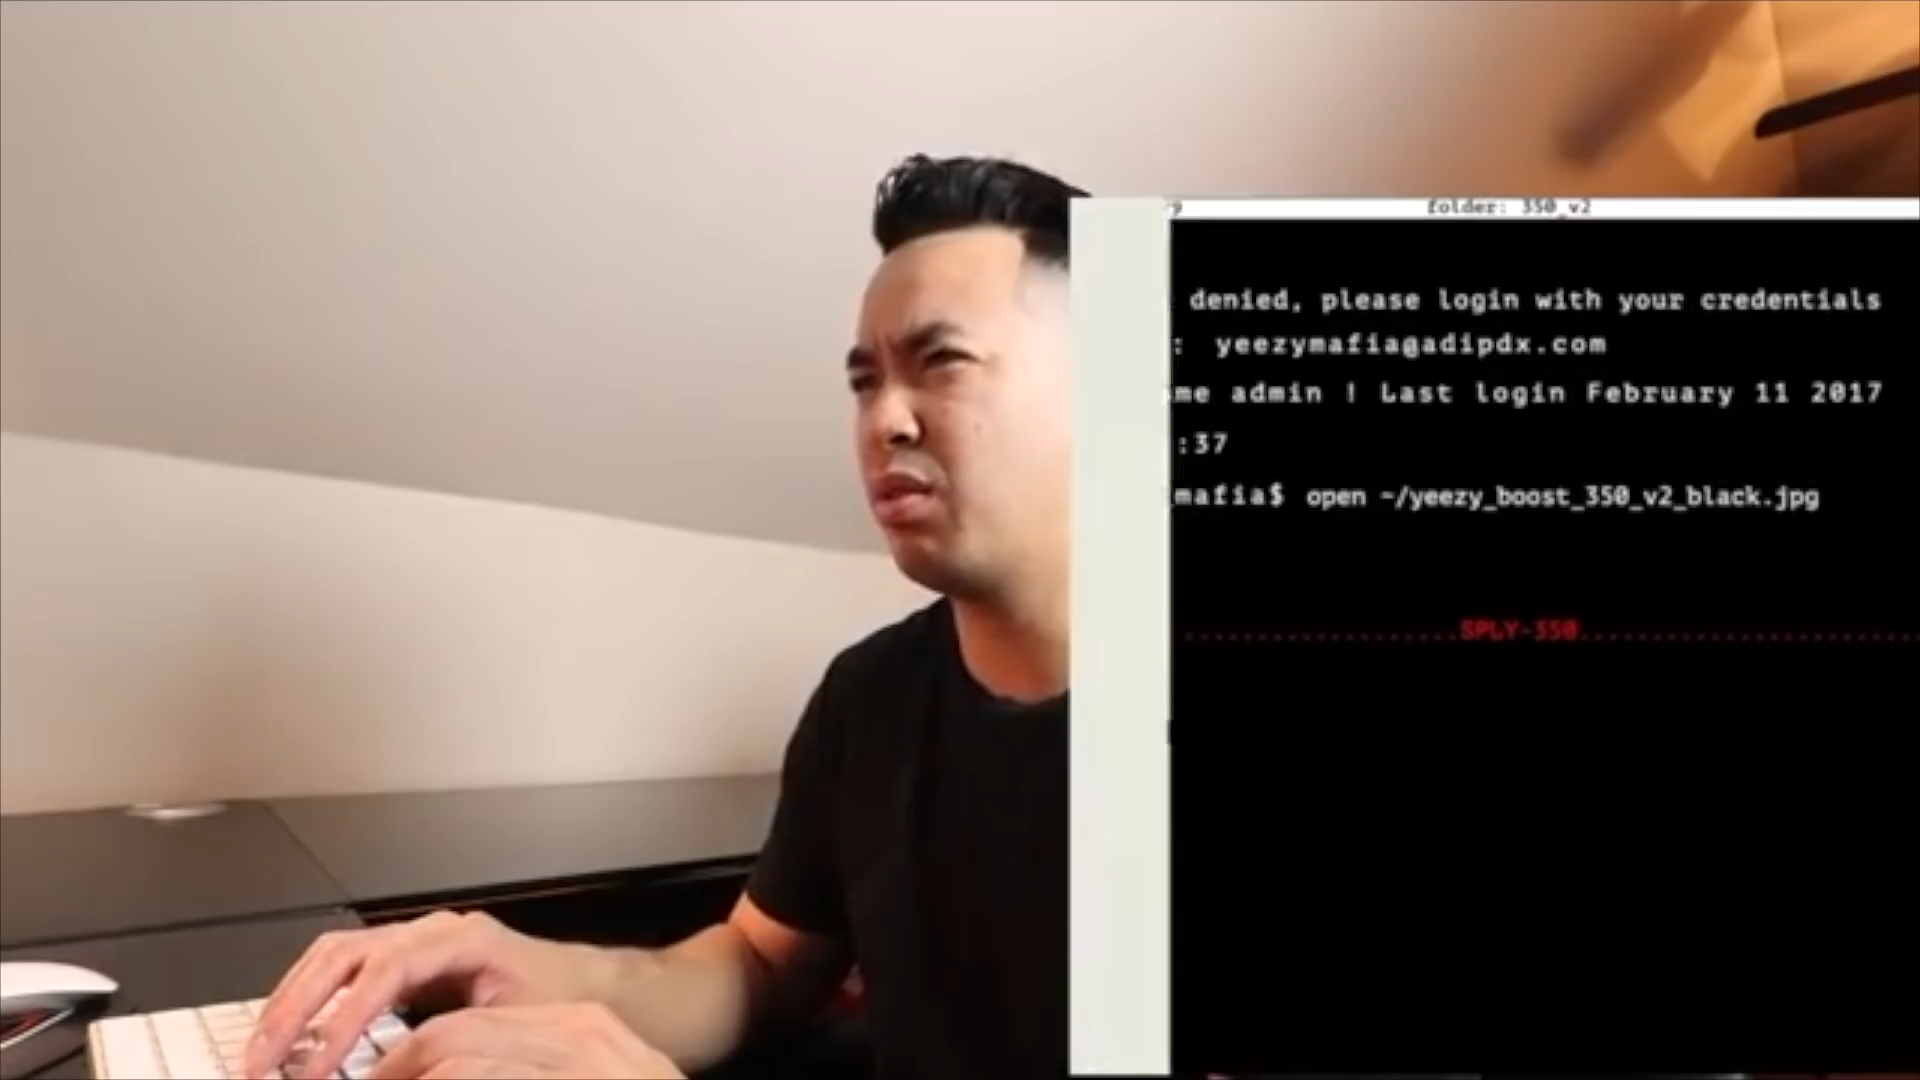 folder: 350_v2
denied, please login with your credentials
: yeezymafia@adipdx.com
me admin ! Last login February 11 2017
:37
mafia$ open ~/yeezy_boost_350_v2_black.jpg
....................SPLY-350.............................